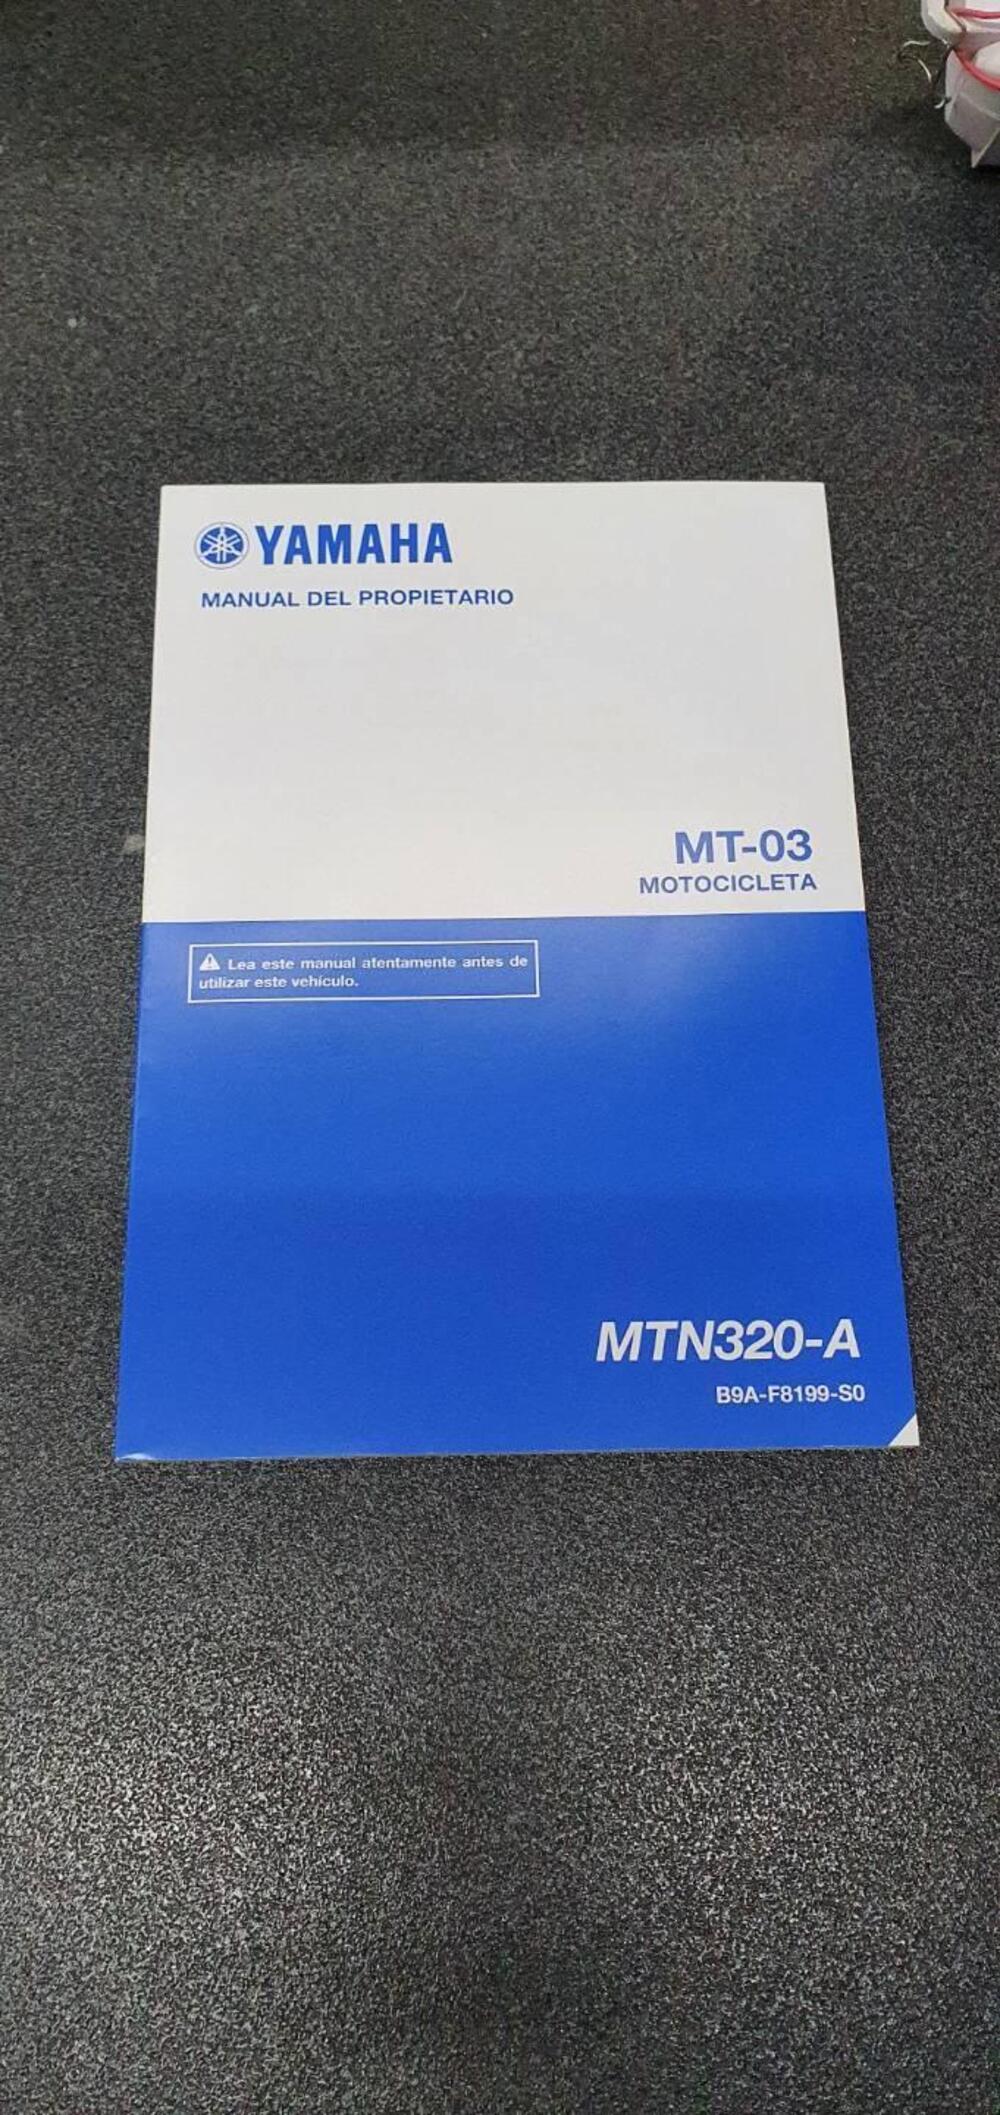 YAMAHA
MANUAL DEL PROPIETARIO
MT-03
MOTOCICLETA
Lea este manual atentamente antes de
utilizar este vehículo.
MTN320-A
B9A-F8199-S0